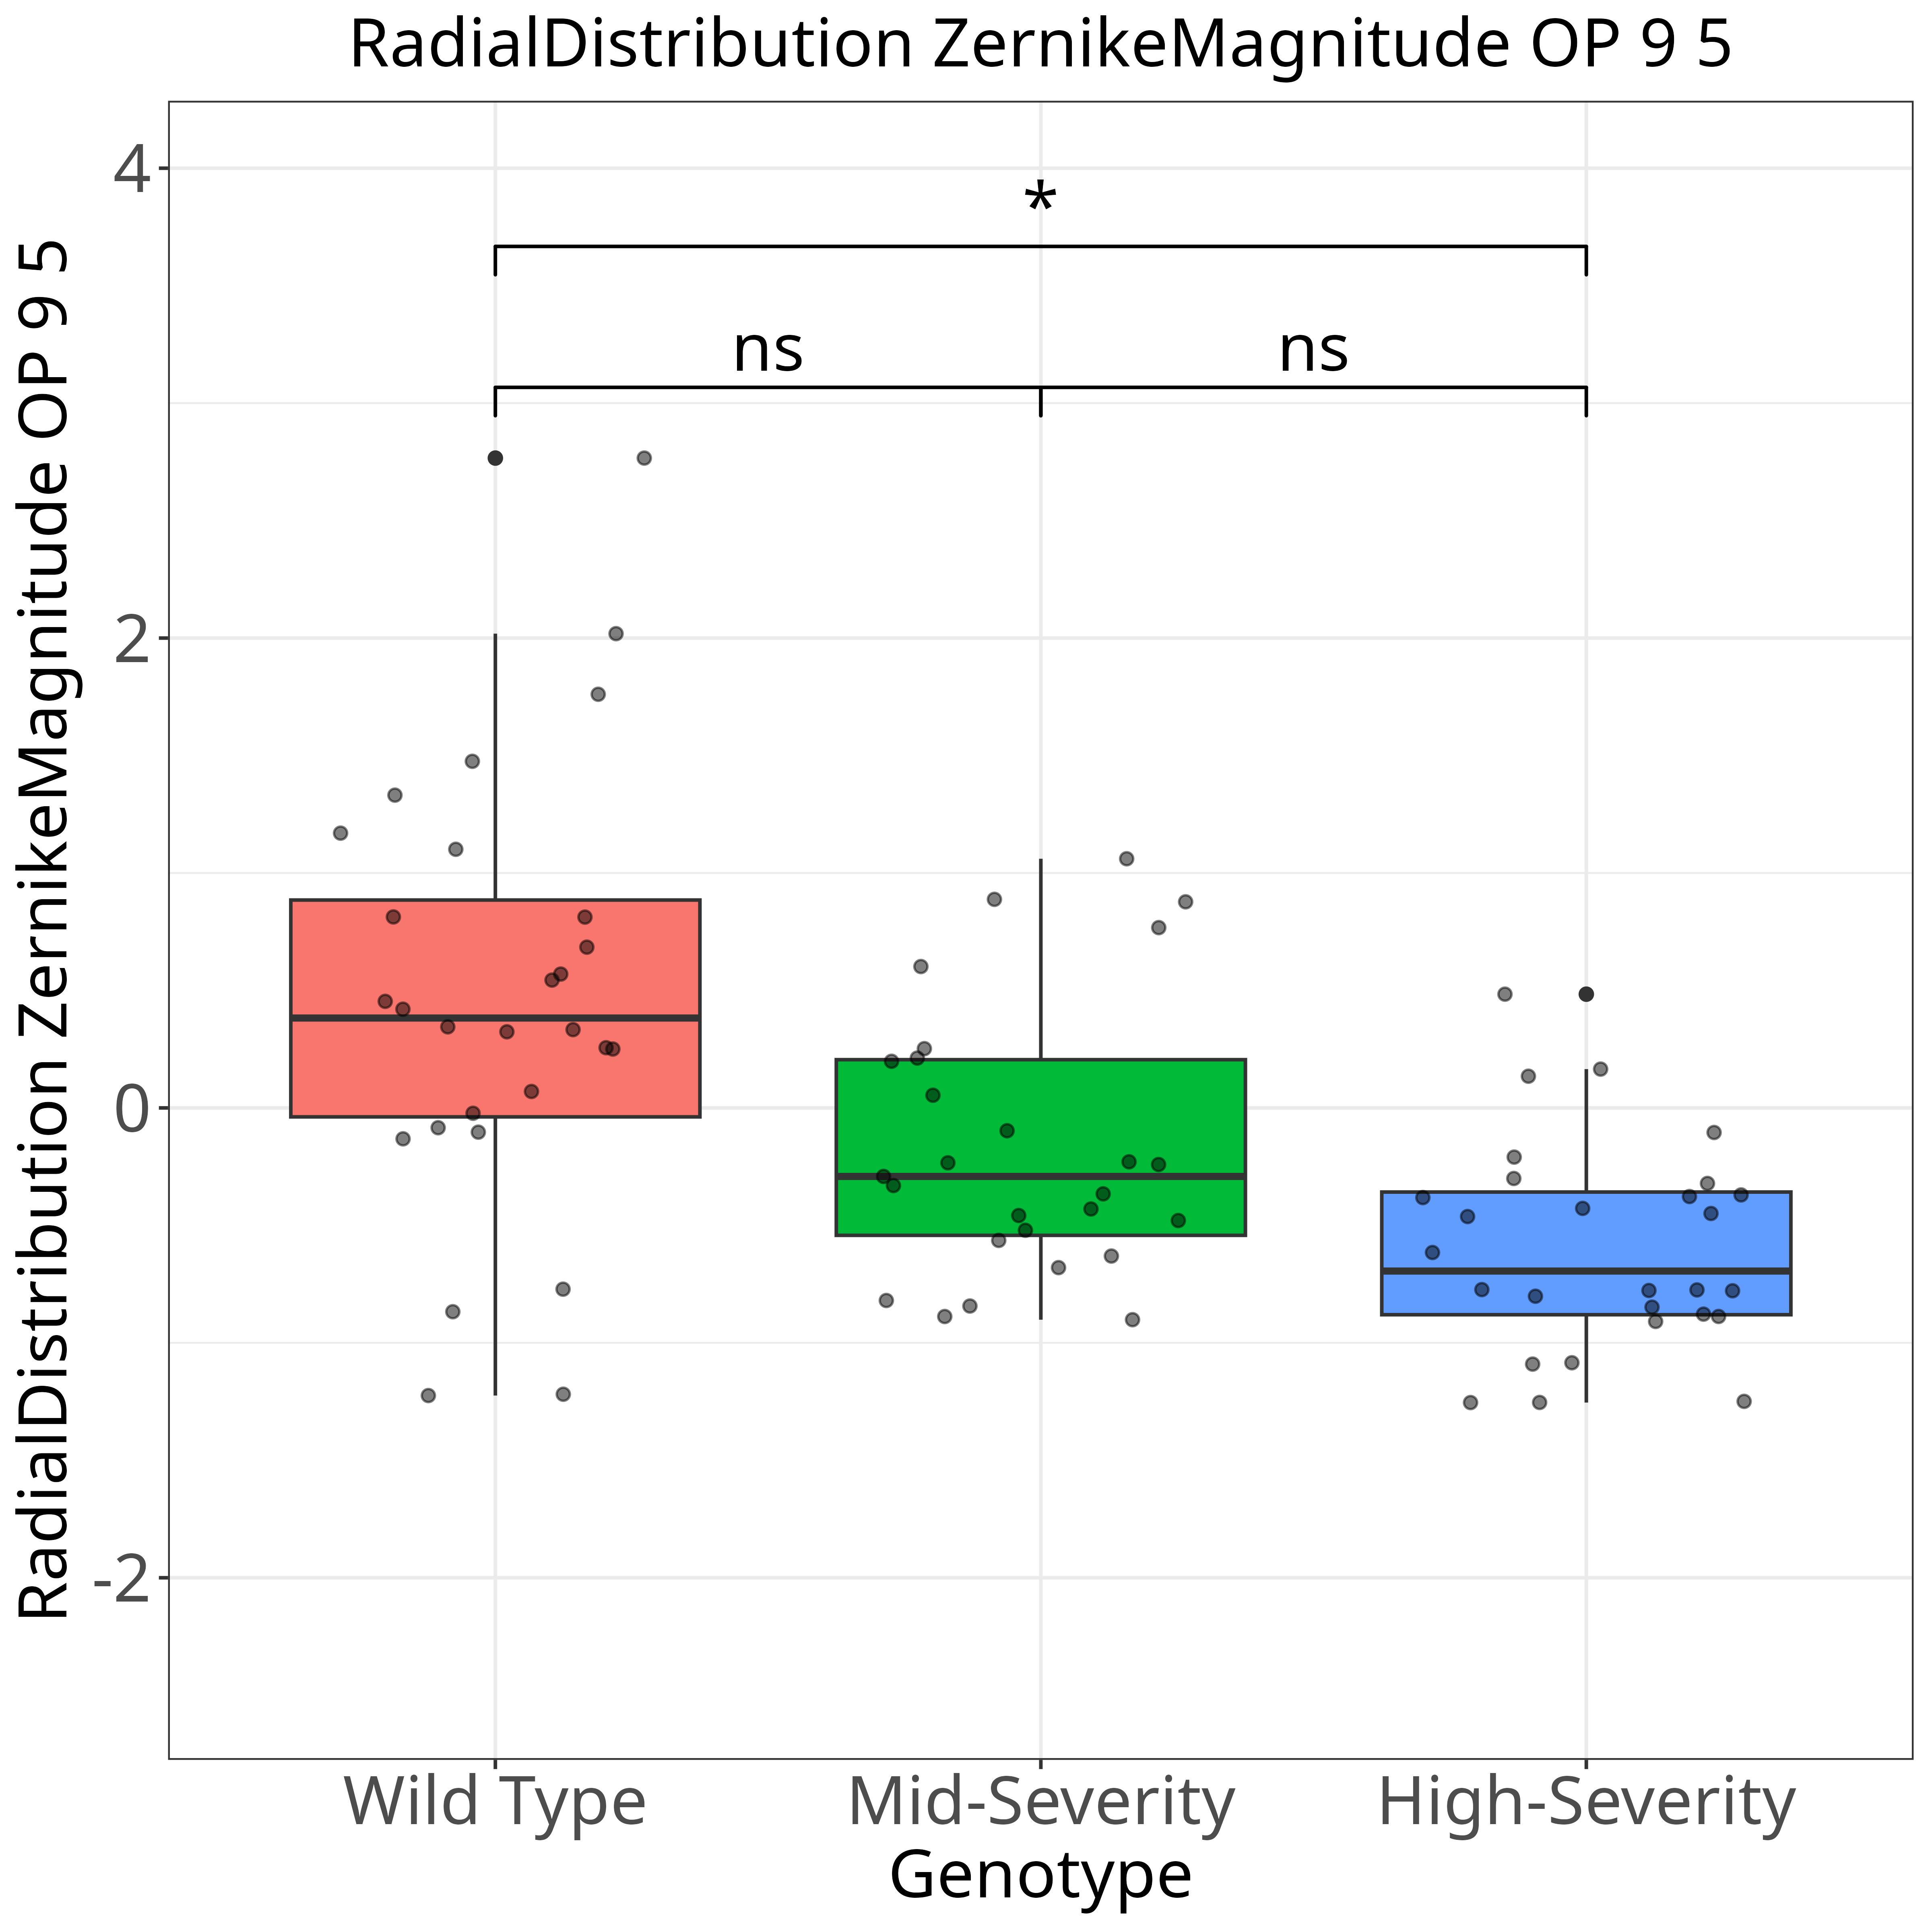 RadialDistribution ZernikeMagnitude OP 9 5
RadialDistribution ZernikeMagnitude OP 9 5
4
2
0
-2
*
ns
ns
Wild Type
Mid-Severity
High-Severity
Genotype